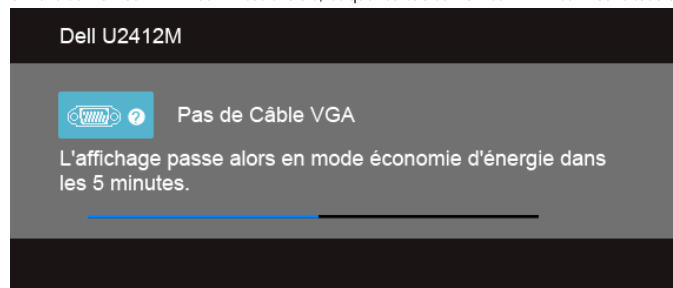 Dell U2412M
?
Pas de Câble VGA
L'affichage passe alors en mode économie d'énergie dans
les 5 minutes.